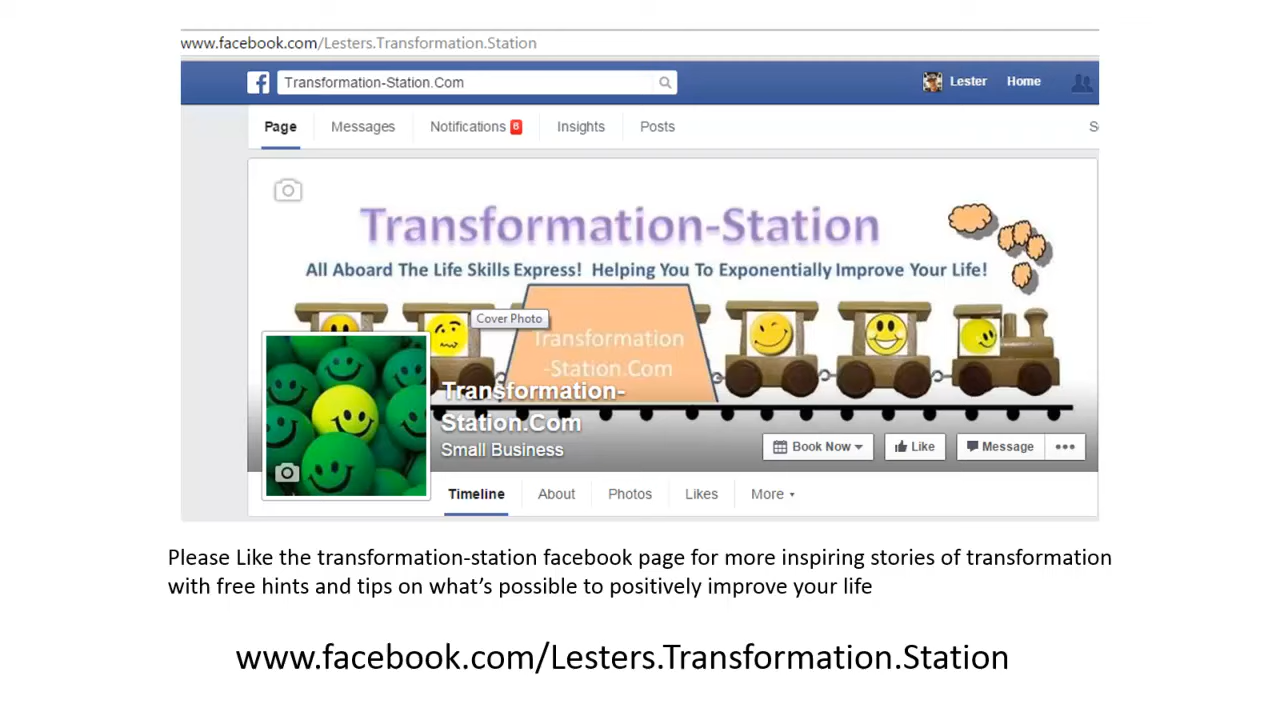 www.facebook.com/Lesters.Transformation.Station
Transformation-Station.Com
Lester Home
Page Messages Notifications 6 Insights Posts
Transformation-Station
All Aboard The Life Skills Express! Helping You To Exponentially Improve Your Life!
Cover Photo
Transformation
-Station.Com
Transformation-
Station.Com
Small Business
Book Now Like Message
Timeline About Photos Likes More
Please Like the transformation-station facebook page for more inspiring stories of transformation
with free hints and tips on what's possible to positively improve your life
www.facebook.com/Lesters.Transformation.Station